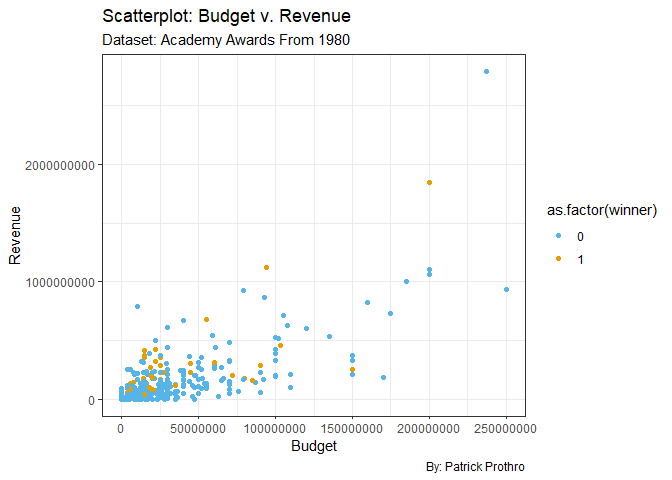 Scatterplot: Budget v. Revenue
Dataset: Academy Awards From 1980
Revenue
2000000000
1000000000
0
0 50000000 100000000 150000000 200000000 250000000
Budget
as.factor(winner)
0
1
By: Patrick Prothro